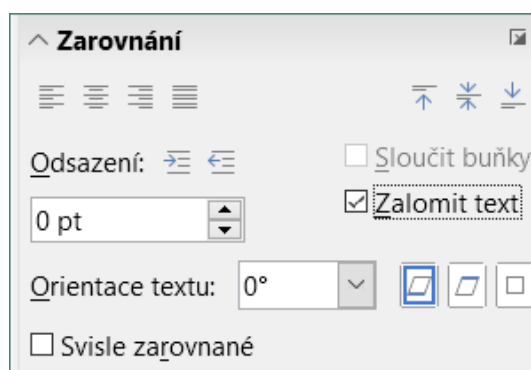 Zarovnání
Odsazení:
Sloučit buňky
0 pt
Zalomit text
Orientace textu: 0°
Svisle zarovnané